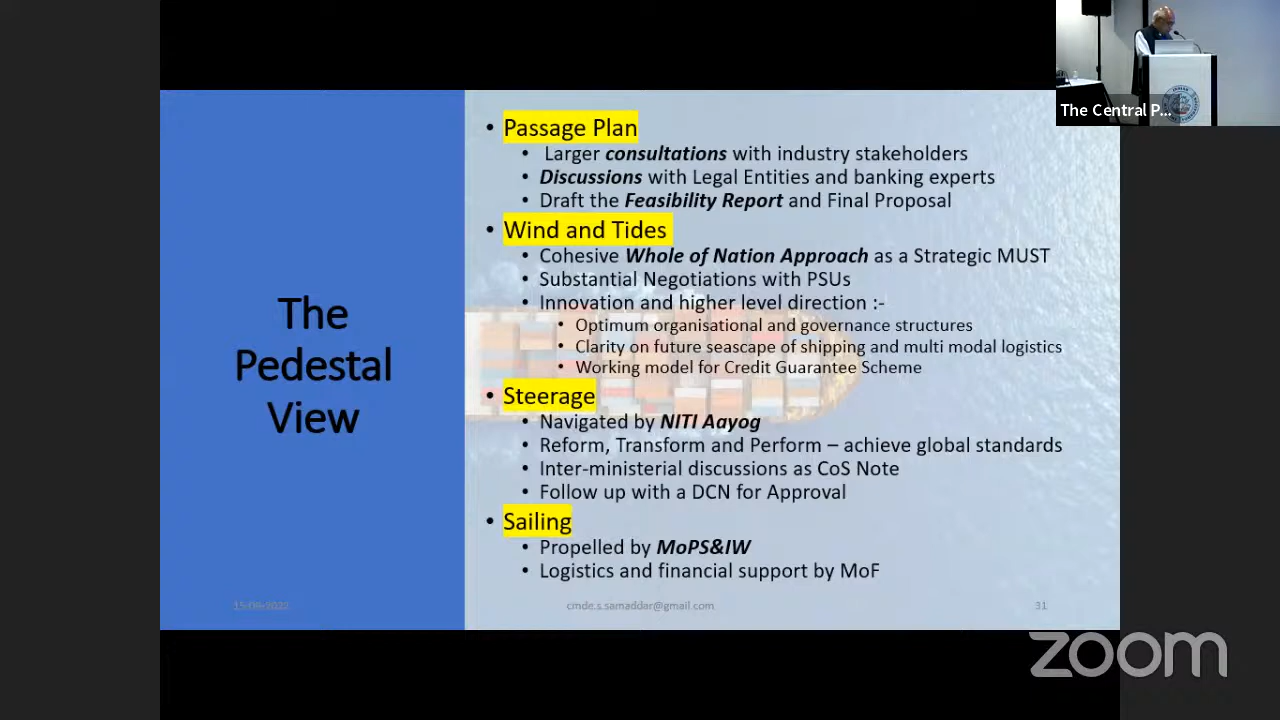 The Central P...
The
Pedestal
View
• Passage Plan
• Larger consultations with industry stakeholders
• Discussions with Legal Entities and banking experts
• Draft the Feasibility Report and Final Proposal
• Wind and Tides
• Cohesive Whole of Nation Approach as a Strategic MUST
• Substantial Negotiations with PSUs
• Innovation and higher level direction :-
• Optimum organisational and governance structures
• Clarity on future seascape of shipping and multi modal logistics
• Working model for Credit Guarantee Scheme
• Steerage
• Navigated by NITI Aayog
• Reform, Transform and Perform – achieve global standards
• Inter-ministerial discussions as CoS Note
• Follow up with a DCN for Approval
• Sailing
• Propelled by MoPS&IW
• Logistics and financial support by MoF
cmde.s.samaddar@gmail.com
31
zoom